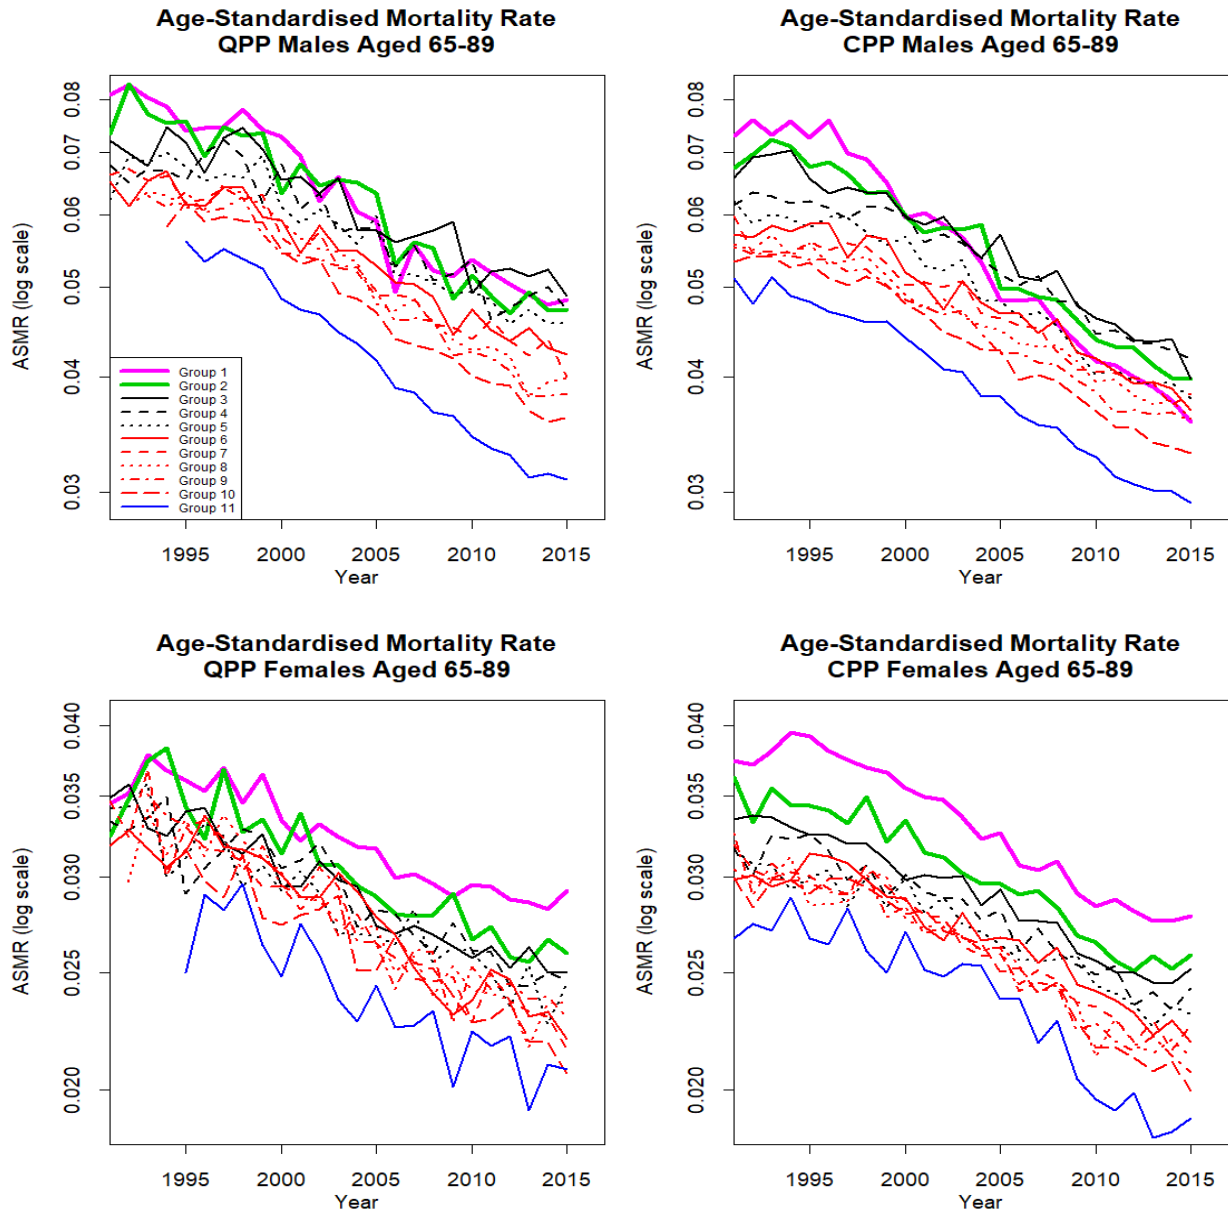 Age-Standardised Mortality Rate
QPP Males Aged 65-89
ASMR (log scale)
0.08
0.07
0.06
0.05
0.04
0.03
Group 1
Group 2
Group 3
Group 4
Group 5
Group 6
Group 7
Group 8
Group 9
Group 10
Group 11
1995 2000 2005 2010 2015
Year
Age-Standardised Mortality Rate
CPP Males Aged 65-89
ASMR (log scale)
0.08
0.07
0.06
0.05
0.04
0.03
1995 2000 2005 2010 2015
Year
Age-Standardised Mortality Rate
QPP Females Aged 65-89
ASMR (log scale)
0.040
0.035
0.030
0.025
0.020
1995 2000 2005 2010 2015
Year
Age-Standardised Mortality Rate
CPP Females Aged 65-89
ASMR (log scale)
0.040
0.035
0.030
0.025
0.020
1995 2000 2005 2010 2015
Year